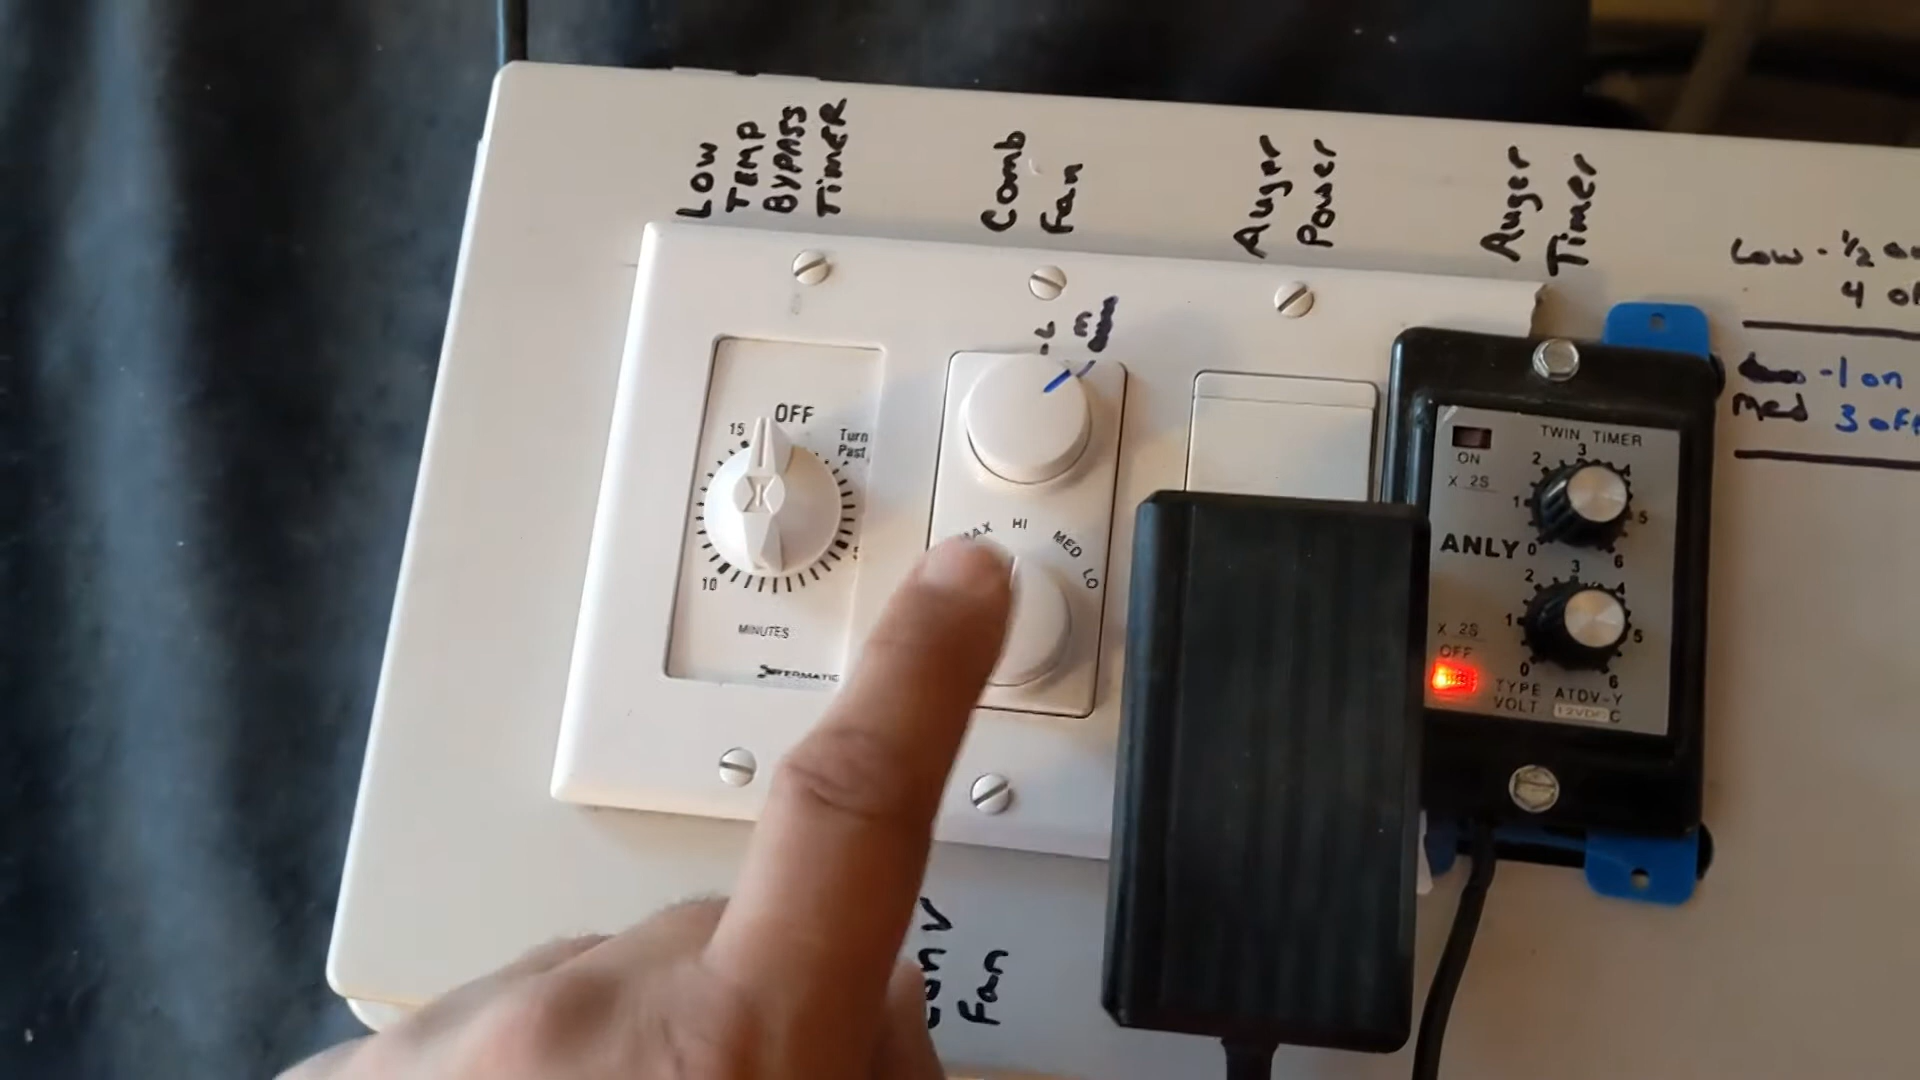 LOW
TEMP
BYPASS
TimER
Comb
Fan
Auger
Power
Auger
Timer
Low - 1/2
4
-1 on
Med 3 off
L
m
OFF
15
Turn
Past
10
MINUTES
HI
MED
LO
TWIN TIMER
ON
X 2S
0 1 2 3 4 5 6
ANLY
0 1 2 3 4 5 6
X 2S
OFF
TYPE ATDV-Y
VOLT 12VDC
Fan